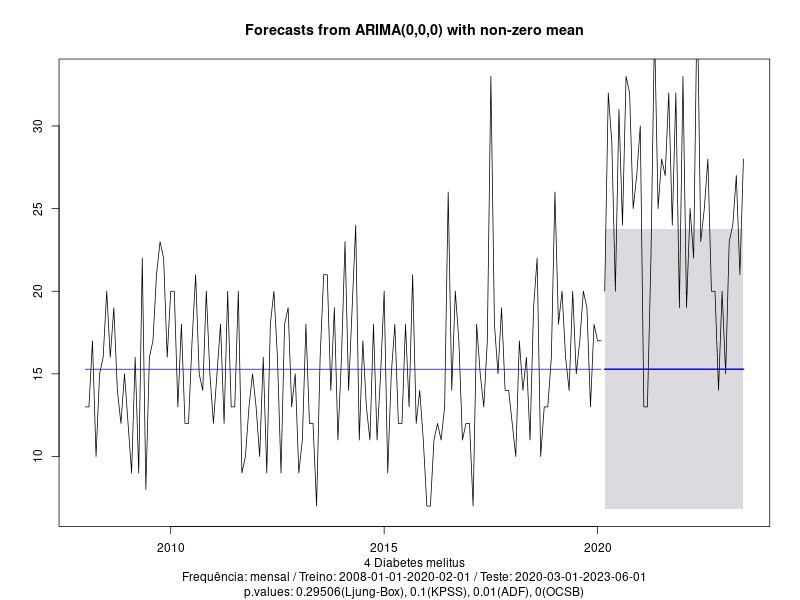 Forecasts from ARIMA(0,0,0) with non-zero mean
30
25
20
15
10
2010 2015 2020
4 Diabetes melitus
Frequência: mensal / Treino: 2008-01-01-2020-02-01 / Teste: 2020-03-01-2023-06-01
p.values: 0.29506(Ljung-Box), 0.1(KPSS), 0.01(ADF), 0(OCSB)